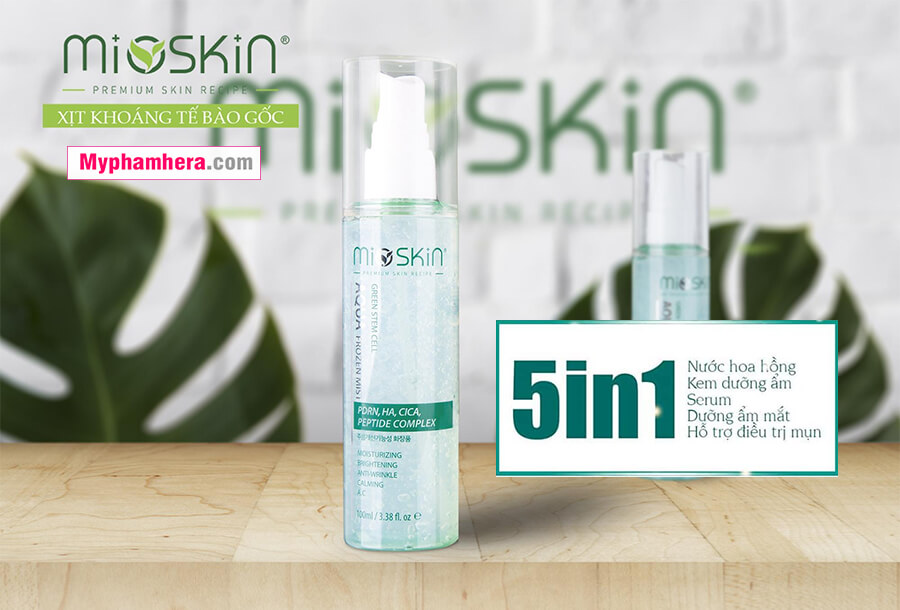 mioskin®
PREMIUM SKIN RECIPE
XỊT KHOÁNG TẾ BÀO GỐC
Myphamhera.com
mioskin®
PREMIUM SKIN RECIPE
mioskin®
PREMIUM SKIN RECIPE
GREEN STEM CELL
AQUA FROZEN MIST
PDRN, HA, CICA,
PEPTIDE COMPLEX
MOISTURIZING
BRIGHTENING
ANTI-WRINKLE
CALMING
A.C
100ml / 3.38 fl. oz ℮
mioskin
5in1
Nước hoa hồng
Kem dưỡng ẩm
Serum
Dưỡng ẩm mắt
Hỗ trợ điều trị mụn